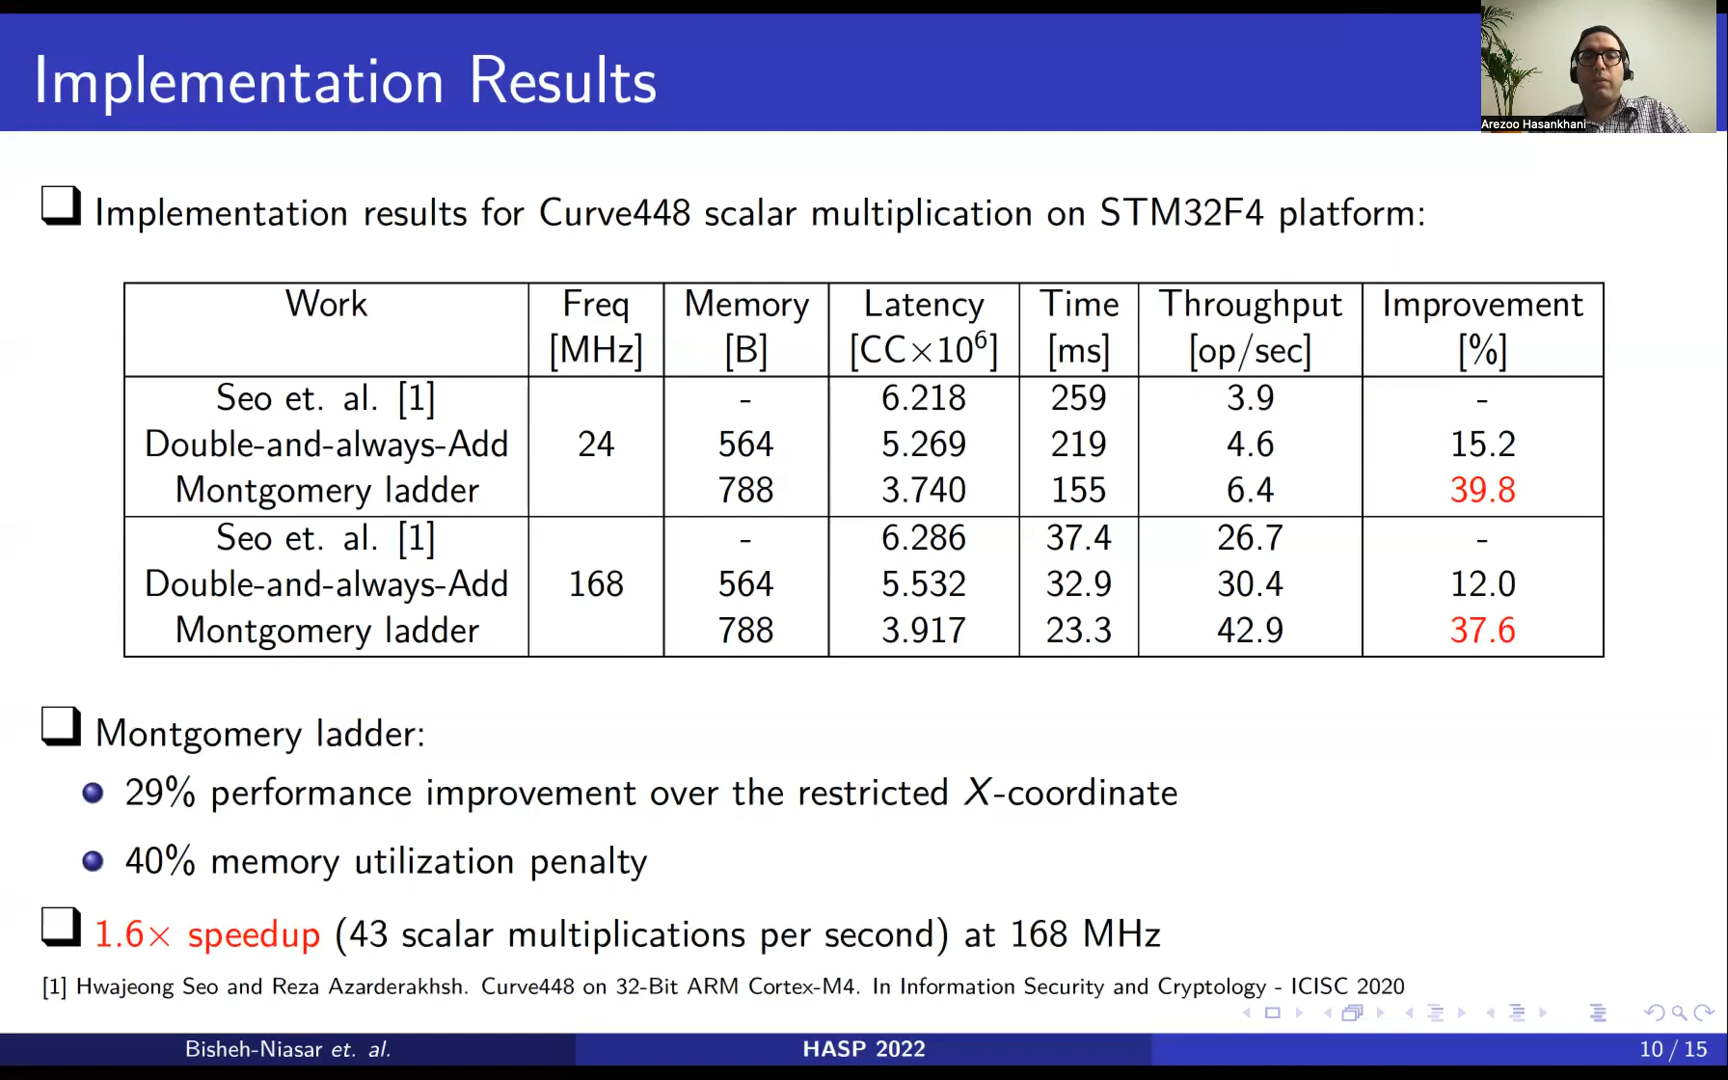 Implementation Results
Arezoo Hasankhani
Implementation results for Curve448 scalar multiplication on STM32F4 platform:
Work Freq Memory Latency Time Throughput Improvement
[MHz] [B] [CC×10⁶] [ms] [op/sec] [%]
Seo et. al. [1] - 6.218 259 3.9 -
Double-and-always-Add 24 564 5.269 219 4.6 15.2
Montgomery ladder 788 3.740 155 6.4 39.8
Seo et. al. [1] - 6.286 37.4 26.7 -
Double-and-always-Add 168 564 5.532 32.9 30.4 12.0
Montgomery ladder 788 3.917 23.3 42.9 37.6
Montgomery ladder:
29% performance improvement over the restricted X-coordinate
40% memory utilization penalty
1.6× speedup (43 scalar multiplications per second) at 168 MHz
[1] Hwajeong Seo and Reza Azarderakhsh. Curve448 on 32-Bit ARM Cortex-M4. In Information Security and Cryptology - ICISC 2020
Bisheh-Niasar et. al. HASP 2022 10 / 15